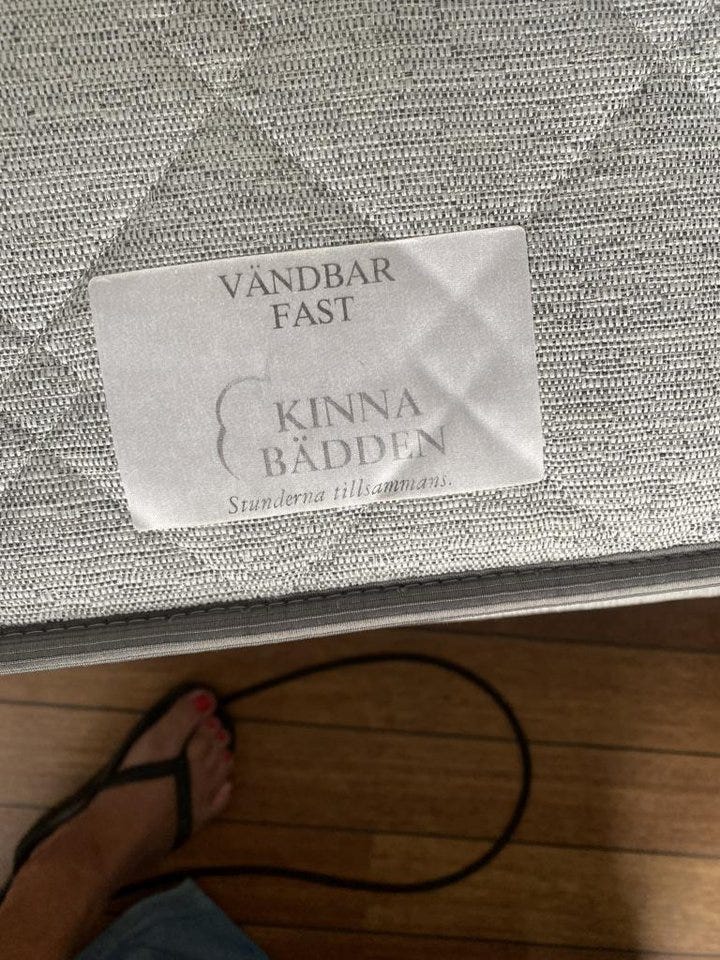 VÄNDBAR
FAST
KINNA
BÄDDEN
Stunderna tillsammans.